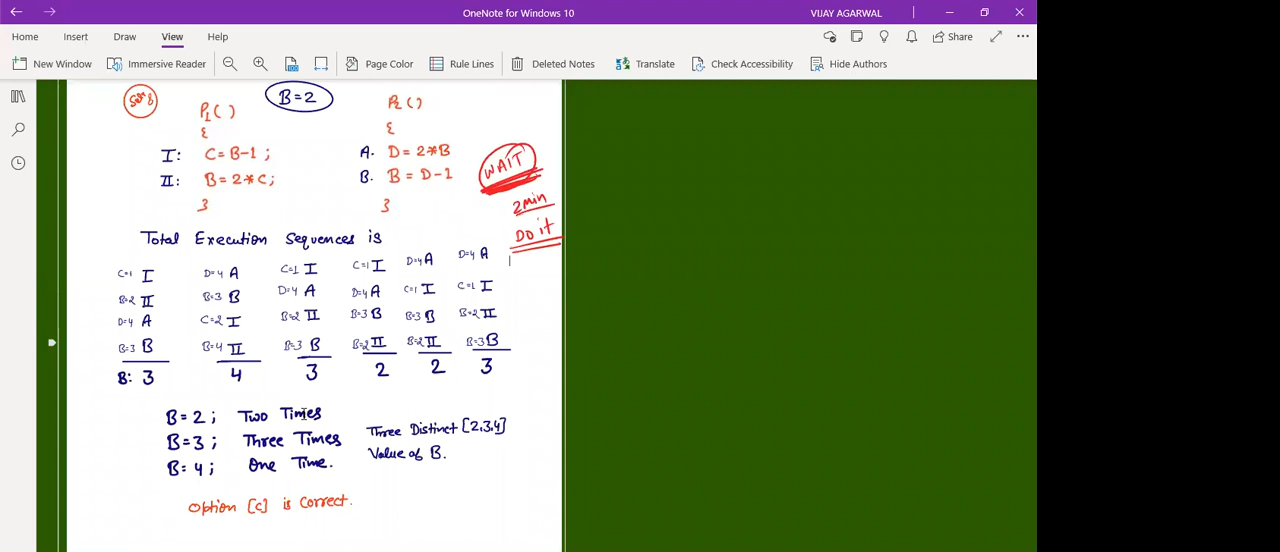 OneNote for Windows 10
VIJAY AGARWAL
Home Insert Draw View Help
Share
New Window Immersive Reader Page Color Rule Lines Deleted Notes Translate Check Accessibility Hide Authors
B=2
P1() P2()
{ {
I: C = B-1; A. D = 2*B
II: B = 2*C; B. B = D-1
} }
WAIT
2min
Do it
Total Execution Sequences is
C=1 I D=4 A C=1 I C=1 I D=4 A D=4 A
B=2 II B=3 B D=4 A D=4 A C=1 I C=1 I
D=4 A C=2 I B=2 II B=3 B B=3 B B=2 II
B=3 B B=4 II B=3 B B=2 II B=2 II B=3 B
B: 3 4 3 2 2 3
B = 2; Two Times
B = 3; Three Times
B = 4; One Time.
Three Distinct [2,3,4]
Value of B.
Option [c] is correct.